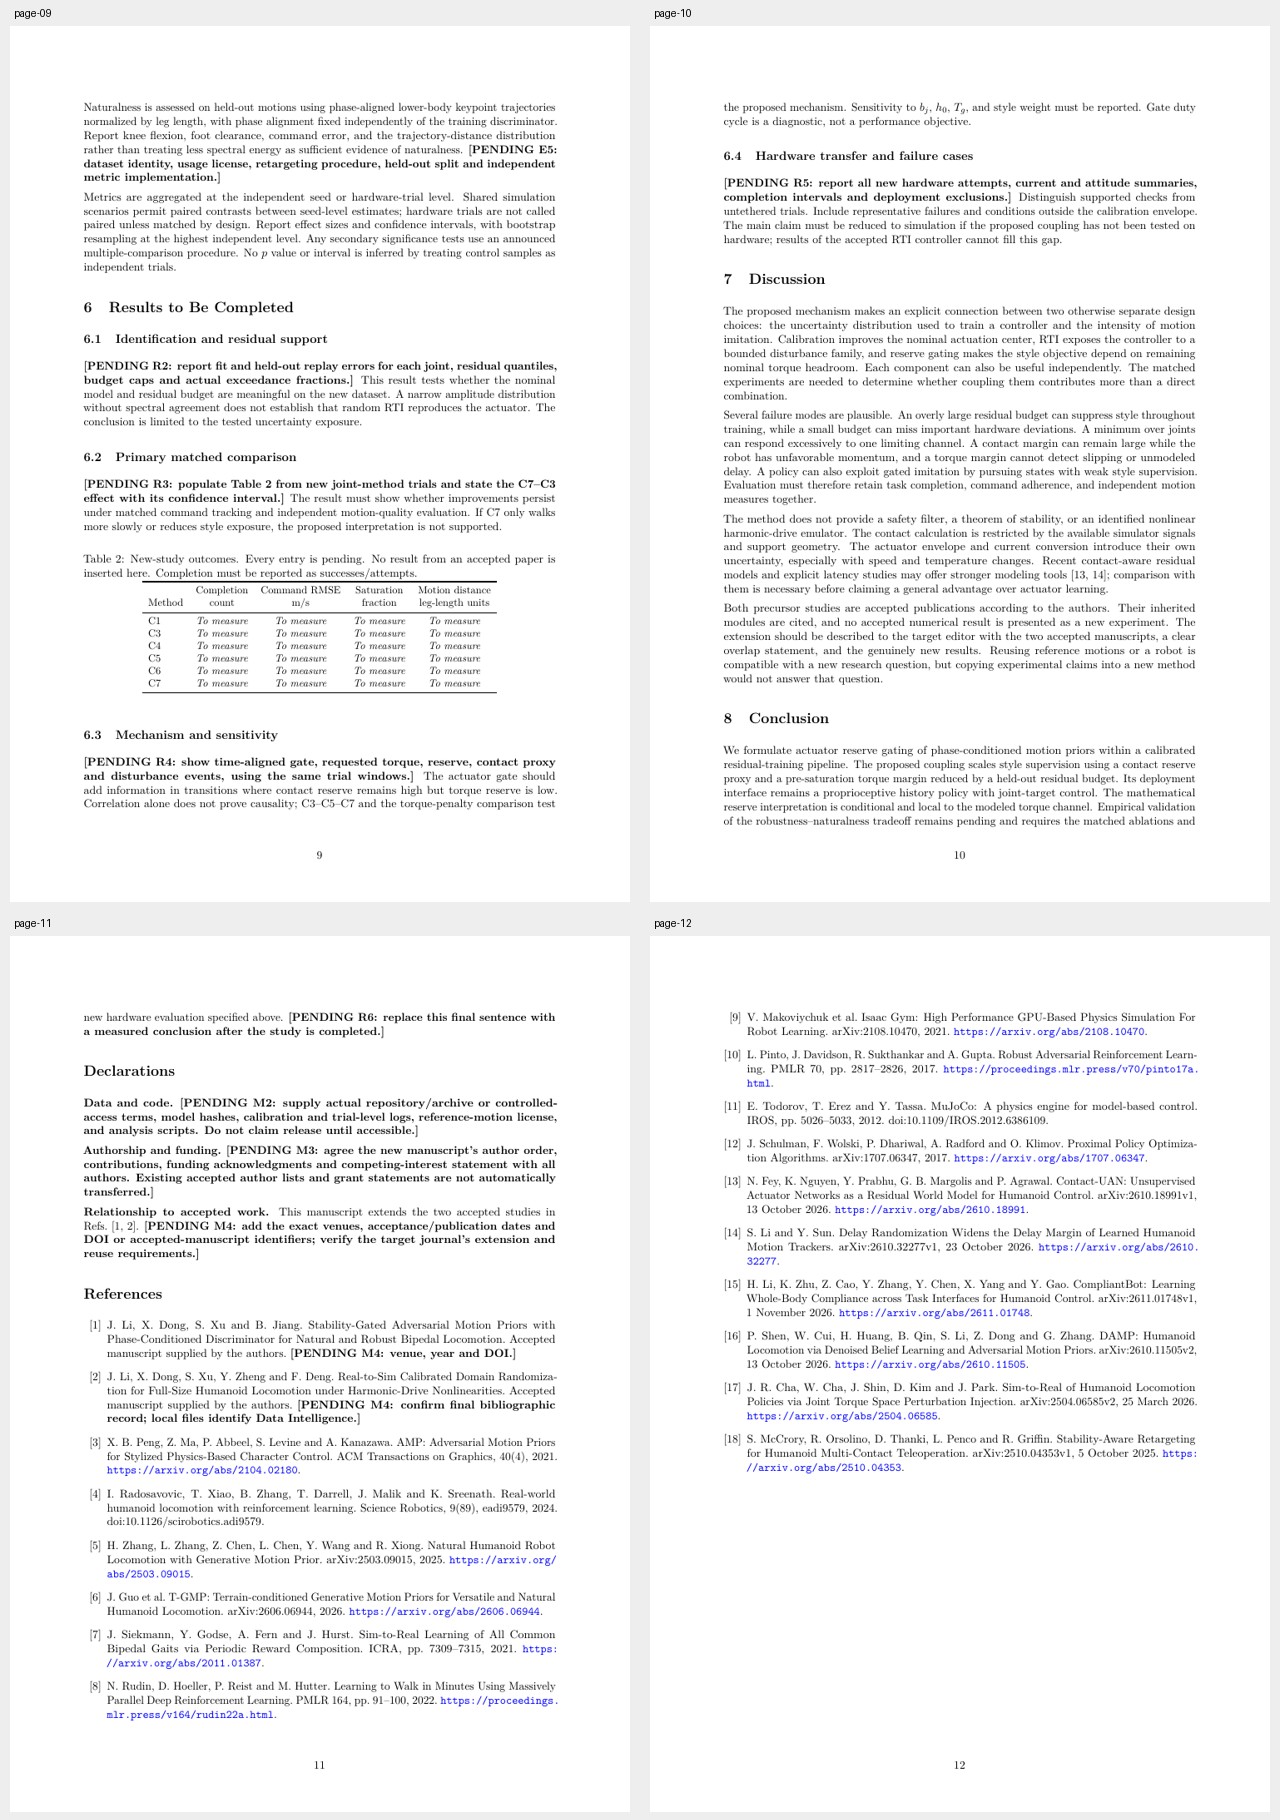 page-09
Naturalness is assessed on held-out motions using phase-aligned lower-body keypoint trajectories
normalized by leg length, with phase alignment fixed independently of the training discriminator.
Report knee flexion, foot clearance, command error, and the trajectory-distance distribution
rather than treating less spectral energy as sufficient evidence of naturalness. [PENDING E5:
dataset identity, usage license, retargeting procedure, held-out split and independent
metric implementation.]
Metrics are aggregated at the independent seed or hardware-trial level. Shared simulation
scenarios permit paired contrasts between seed-level estimates; hardware trials are not called
paired unless matched by design. Report effect sizes and confidence intervals, with bootstrap
resampling at the highest independent level. Any secondary significance tests use an announced
multiple-comparison procedure. No p value or interval is inferred by treating control samples as
independent trials.
6 Results to Be Completed
6.1 Identification and residual support
[PENDING R2: report fit and held-out replay errors for each joint, residual quantiles,
budget caps and actual exceedance fractions.] This result tests whether the nominal
model and residual budget are meaningful on the new dataset. A narrow amplitude distribution
without spectral agreement does not establish that random RTI reproduces the actuator. The
conclusion is limited to the tested uncertainty exposure.
6.2 Primary matched comparison
[PENDING R3: populate Table 2 from new joint-method trials and state the C7–C3
effect with its confidence interval.] The result must show whether improvements persist
under matched command tracking and independent motion-quality evaluation. If C7 only walks
more slowly or reduces style exposure, the proposed interpretation is not supported.
Table 2: New-study outcomes. Every entry is pending. No result from an accepted paper is
inserted here. Completion must be reported as successes/attempts.
Completion Command RMSE Saturation Motion distance
Method count m/s fraction leg-length units
C1 To measure To measure To measure To measure
C3 To measure To measure To measure To measure
C4 To measure To measure To measure To measure
C5 To measure To measure To measure To measure
C6 To measure To measure To measure To measure
C7 To measure To measure To measure To measure
6.3 Mechanism and sensitivity
[PENDING R4: show time-aligned gate, requested torque, reserve, contact proxy
and disturbance events, using the same trial windows.] The actuator gate should
add information in transitions where contact reserve remains high but torque reserve is low.
Correlation alone does not prove causality; C3–C5–C7 and the torque-penalty comparison test
9
page-10
the proposed mechanism. Sensitivity to b_j, h_0, T_g, and style weight must be reported. Gate duty
cycle is a diagnostic, not a performance objective.
6.4 Hardware transfer and failure cases
[PENDING R5: report all new hardware attempts, current and attitude summaries,
completion intervals and deployment exclusions.] Distinguish supported checks from
untethered trials. Include representative failures and conditions outside the calibration envelope.
The main claim must be reduced to simulation if the proposed coupling has not been tested on
hardware; results of the accepted RTI controller cannot fill this gap.
7 Discussion
The proposed mechanism makes an explicit connection between two otherwise separate design
choices: the uncertainty distribution used to train a controller and the intensity of motion
imitation. Calibration improves the nominal actuation center, RTI exposes the controller to a
bounded disturbance family, and reserve gating makes the style objective depend on remaining
nominal torque headroom. Each component can also be useful independently. The matched
experiments are needed to determine whether coupling them contributes more than a direct
combination.
Several failure modes are plausible. An overly large residual budget can suppress style throughout
training, while a small budget can miss important hardware deviations. A minimum over joints
can respond excessively to one limiting channel. A contact margin can remain large while the
robot has unfavorable momentum, and a torque margin cannot detect slipping or unmodeled
delay. A policy can also exploit gated imitation by pursuing states with weak style supervision.
Evaluation must therefore retain task completion, command adherence, and independent motion
measures together.
The method does not provide a safety filter, a theorem of stability, or an identified nonlinear
harmonic-drive emulator. The contact calculation is restricted by the available simulator signals
and support geometry. The actuator envelope and current conversion introduce their own
uncertainty, especially with speed and temperature changes. Recent contact-aware residual
models and explicit latency studies may offer stronger modeling tools [13, 14]; comparison with
them is necessary before claiming a general advantage over actuator learning.
Both precursor studies are accepted publications according to the authors. Their inherited
modules are cited, and no accepted numerical result is presented as a new experiment. The
extension should be described to the target editor with the two accepted manuscripts, a clear
overlap statement, and the genuinely new results. Reusing reference motions or a robot is
compatible with a new research question, but copying experimental claims into a new method
would not answer that question.
8 Conclusion
We formulate actuator reserve gating of phase-conditioned motion priors within a calibrated
residual-training pipeline. The proposed coupling scales style supervision using a contact reserve
proxy and a pre-saturation torque margin reduced by a held-out residual budget. Its deployment
interface remains a proprioceptive history policy with joint-target control. The mathematical
reserve interpretation is conditional and local to the modeled torque channel. Empirical validation
of the robustness–naturalness tradeoff remains pending and requires the matched ablations and
10
page-11
new hardware evaluation specified above. [PENDING R6: replace this final sentence with
a measured conclusion after the study is completed.]
Declarations
Data and code. [PENDING M2: supply actual repository/archive or controlled-
access terms, model hashes, calibration and trial-level logs, reference-motion license,
and analysis scripts. Do not claim release until accessible.]
Authorship and funding. [PENDING M3: agree the new manuscript's author order,
contributions, funding acknowledgments and competing-interest statement with all
authors. Existing accepted author lists and grant statements are not automatically
transferred.]
Relationship to accepted work. This manuscript extends the two accepted studies in
Refs. [1, 2]. [PENDING M4: add the exact venues, acceptance/publication dates and
DOI or accepted-manuscript identifiers; verify the target journal's extension and
reuse requirements.]
References
[1] J. Li, X. Dong, S. Xu and B. Jiang. Stability-Gated Adversarial Motion Priors with
Phase-Conditioned Discriminator for Natural and Robust Bipedal Locomotion. Accepted
manuscript supplied by the authors. [PENDING M4: venue, year and DOI.]
[2] J. Li, X. Dong, S. Xu, Y. Zheng and F. Deng. Real-to-Sim Calibrated Domain Randomiza-
tion for Full-Size Humanoid Locomotion under Harmonic-Drive Nonlinearities. Accepted
manuscript supplied by the authors. [PENDING M4: confirm final bibliographic
record; local files identify Data Intelligence.]
[3] X. B. Peng, Z. Ma, P. Abbeel, S. Levine and A. Kanazawa. AMP: Adversarial Motion Priors
for Stylized Physics-Based Character Control. ACM Transactions on Graphics, 40(4), 2021.
https://arxiv.org/abs/2104.02180.
[4] I. Radosavovic, T. Xiao, B. Zhang, T. Darrell, J. Malik and K. Sreenath. Real-world
humanoid locomotion with reinforcement learning. Science Robotics, 9(89), eadi9579, 2024.
doi:10.1126/scirobotics.adi9579.
[5] H. Zhang, L. Zhang, Z. Chen, L. Chen, Y. Wang and R. Xiong. Natural Humanoid Robot
Locomotion with Generative Motion Prior. arXiv:2503.09015, 2025. https://arxiv.org/
abs/2503.09015.
[6] J. Guo et al. T-GMP: Terrain-conditioned Generative Motion Priors for Versatile and Natural
Humanoid Locomotion. arXiv:2606.06944, 2026. https://arxiv.org/abs/2606.06944.
[7] J. Siekmann, Y. Godse, A. Fern and J. Hurst. Sim-to-Real Learning of All Common
Bipedal Gaits via Periodic Reward Composition. ICRA, pp. 7309–7315, 2021. https:
//arxiv.org/abs/2011.01387.
[8] N. Rudin, D. Hoeller, P. Reist and M. Hutter. Learning to Walk in Minutes Using Massively
Parallel Deep Reinforcement Learning. PMLR 164, pp. 91–100, 2022. https://proceedings.
mlr.press/v164/rudin22a.html.
11
page-12
[9] V. Makoviychuk et al. Isaac Gym: High Performance GPU-Based Physics Simulation For
Robot Learning. arXiv:2108.10470, 2021. https://arxiv.org/abs/2108.10470.
[10] L. Pinto, J. Davidson, R. Sukthankar and A. Gupta. Robust Adversarial Reinforcement Learn-
ing. PMLR 70, pp. 2817–2826, 2017. https://proceedings.mlr.press/v70/pinto17a.
html.
[11] E. Todorov, T. Erez and Y. Tassa. MuJoCo: A physics engine for model-based control.
IROS, pp. 5026–5033, 2012. doi:10.1109/IROS.2012.6386109.
[12] J. Schulman, F. Wolski, P. Dhariwal, A. Radford and O. Klimov. Proximal Policy Optimiza-
tion Algorithms. arXiv:1707.06347, 2017. https://arxiv.org/abs/1707.06347.
[13] N. Fey, K. Nguyen, Y. Prabhu, G. B. Margolis and P. Agrawal. Contact-UAN: Unsupervised
Actuator Networks as a Residual World Model for Humanoid Control. arXiv:2610.18991v1,
13 October 2026. https://arxiv.org/abs/2610.18991.
[14] S. Li and Y. Sun. Delay Randomization Widens the Delay Margin of Learned Humanoid
Motion Trackers. arXiv:2610.32277v1, 23 October 2026. https://arxiv.org/abs/2610.
32277.
[15] H. Li, K. Zhu, Z. Cao, Y. Zhang, Y. Chen, X. Yang and Y. Gao. CompliantBot: Learning
Whole-Body Compliance across Task Interfaces for Humanoid Control. arXiv:2611.01748v1,
1 November 2026. https://arxiv.org/abs/2611.01748.
[16] P. Shen, W. Cui, H. Huang, B. Qin, S. Li, Z. Dong and G. Zhang. DAMP: Humanoid
Locomotion via Denoised Belief Learning and Adversarial Motion Priors. arXiv:2610.11505v2,
13 October 2026. https://arxiv.org/abs/2610.11505.
[17] J. R. Cha, W. Cha, J. Shin, D. Kim and J. Park. Sim-to-Real of Humanoid Locomotion
Policies via Joint Torque Space Perturbation Injection. arXiv:2504.06585v2, 25 March 2026.
https://arxiv.org/abs/2504.06585.
[18] S. McCrory, R. Orsolino, D. Thanki, L. Penco and R. Griffin. Stability-Aware Retargeting
for Humanoid Multi-Contact Teleoperation. arXiv:2510.04353v1, 5 October 2025. https:
//arxiv.org/abs/2510.04353.
12